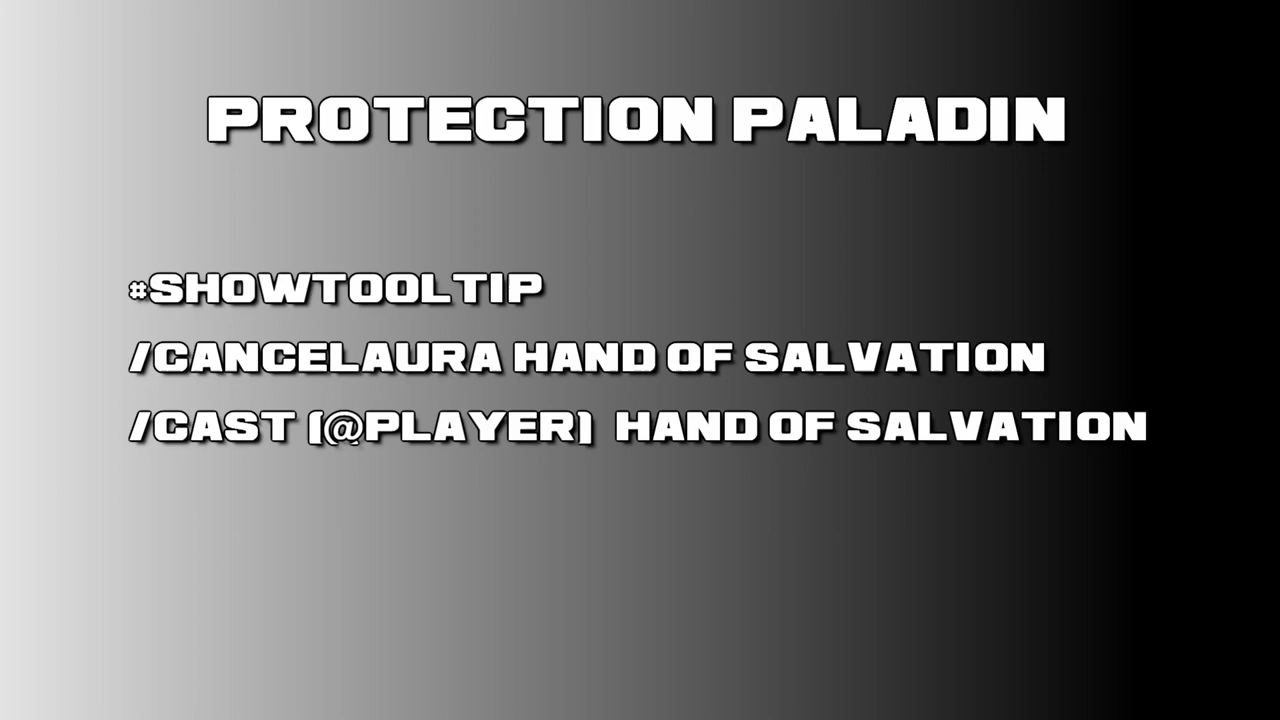 PROTECTION PALADIN
#SHOWTOOLTIP
/CANCELAURA HAND OF SALVATION
/CAST [@PLAYER] HAND OF SALVATION